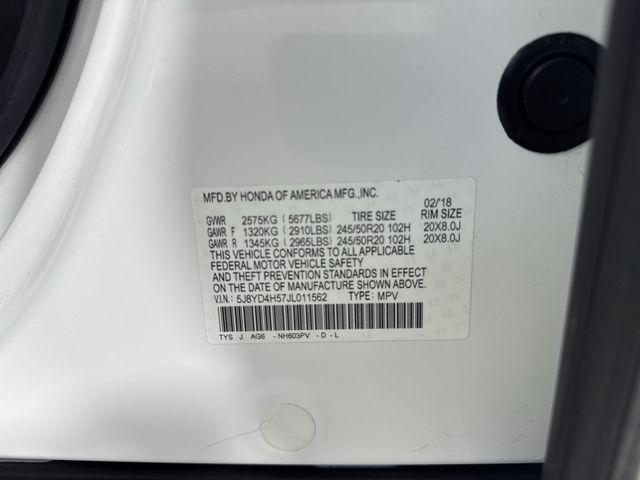 MFD.BY HONDA OF AMERICA MFG.,INC.
02/18
GVWR 2575KG ( 5677LBS) TIRE SIZE RIM SIZE
GAWR F 1320KG ( 2910LBS) 245/50R20 102H 20X8.0J
GAWR R 1345KG ( 2965LBS) 245/50R20 102H 20X8.0J
THIS VEHICLE CONFORMS TO ALL APPLICABLE
FEDERAL MOTOR VEHICLE SAFETY
AND THEFT PREVENTION STANDARDS IN EFFECT
ON THE DATE OF MANUFACTURE SHOWN ABOVE.
V.I.N.: 5J8YD4H57JL011562 TYPE: MPV
TYS J AG6 -NH603PV -D-L